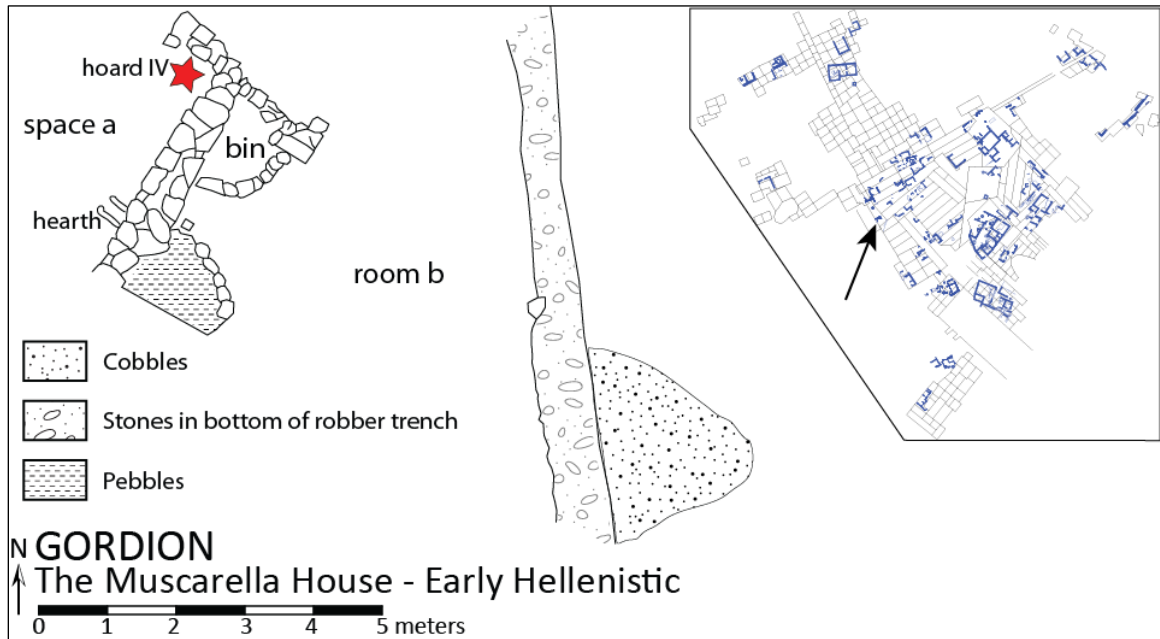 hoard IV
space a
bin
hearth
room b
Cobbles
Stones in bottom of robber trench
Pebbles
N
GORDION
The Muscarella House - Early Hellenistic
0 1 2 3 4 5 meters